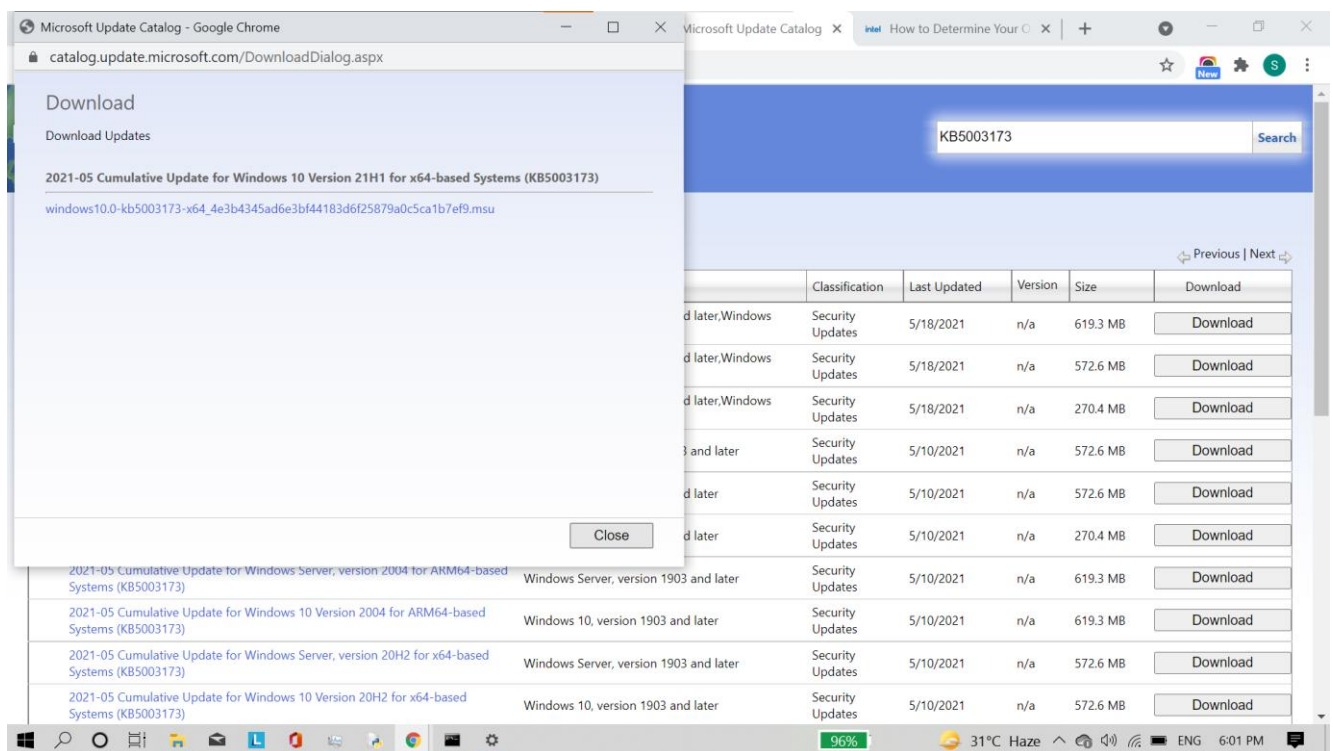 Microsoft Update Catalog - Google Chrome
Microsoft Update Catalog
intel How to Determine Your O
catalog.update.microsoft.com/DownloadDialog.aspx
New
S
Download
Download Updates
KB5003173
Search
2021-05 Cumulative Update for Windows 10 Version 21H1 for x64-based Systems (KB5003173)
windows10.0-kb5003173-x64_4e3b4345ad6e3bf44183d6f25879a0c5ca1b7ef9.msu
Previous | Next
Classification Last Updated Version Size Download
d later,Windows Security Updates 5/18/2021 n/a 619.3 MB Download
d later,Windows Security Updates 5/18/2021 n/a 572.6 MB Download
d later,Windows Security Updates 5/18/2021 n/a 270.4 MB Download
3 and later Security Updates 5/10/2021 n/a 572.6 MB Download
d later Security Updates 5/10/2021 n/a 572.6 MB Download
d later Security Updates 5/10/2021 n/a 270.4 MB Download
Close
2021-05 Cumulative Update for Windows Server, version 2004 for ARM64-based
Systems (KB5003173)
Windows Server, version 1903 and later Security Updates 5/10/2021 n/a 619.3 MB Download
2021-05 Cumulative Update for Windows 10 Version 2004 for ARM64-based
Systems (KB5003173)
Windows 10, version 1903 and later Security Updates 5/10/2021 n/a 619.3 MB Download
2021-05 Cumulative Update for Windows Server, version 20H2 for x64-based
Systems (KB5003173)
Windows Server, version 1903 and later Security Updates 5/10/2021 n/a 572.6 MB Download
2021-05 Cumulative Update for Windows 10 Version 20H2 for x64-based
Systems (KB5003173)
Windows 10, version 1903 and later Security Updates 5/10/2021 n/a 572.6 MB Download
L
96%
31°C Haze
ENG
6:01 PM